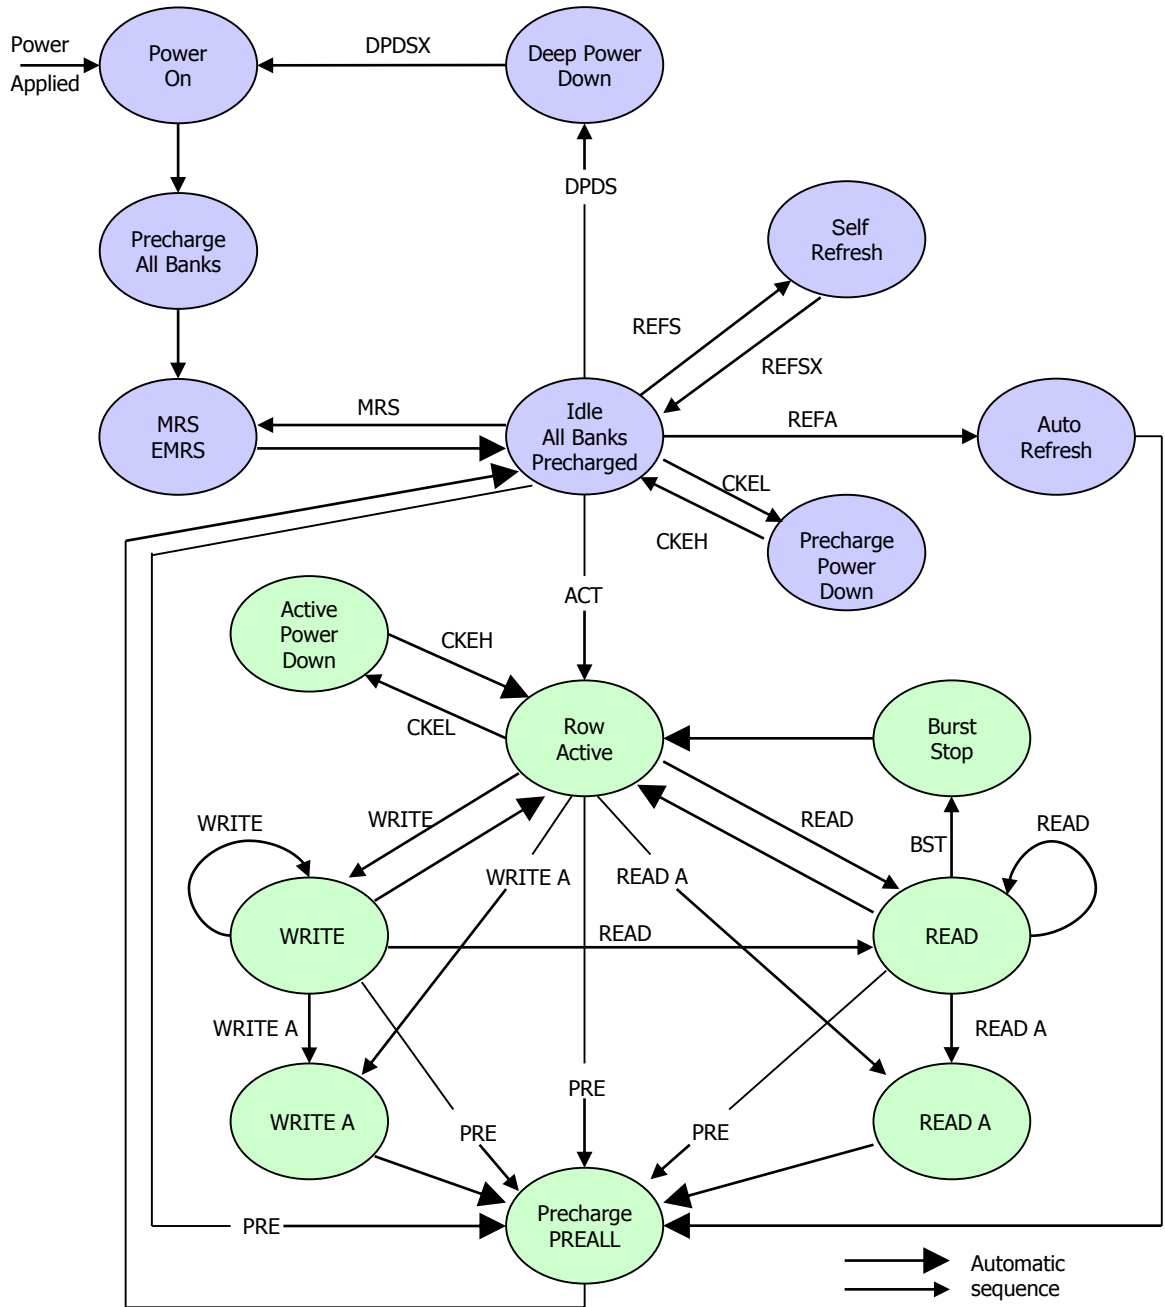 Power
Applied
Power
On
DPDSX
Deep Power
Down
DPDS
Precharge
All Banks
Self
Refresh
REFS
REFSX
MRS
EMRS
MRS
Idle
All Banks
Precharged
REFA
Auto
Refresh
CKEL
CKEH
Precharge
Power
Down
ACT
Active
Power
Down
CKEH
CKEL
Row
Active
Burst
Stop
WRITE
WRITE
READ
BST
READ
WRITE A
READ A
WRITE
READ
READ
WRITE A
READ A
WRITE A
PRE
PRE
PRE
READ A
PRE
Precharge
PREALL
Automatic
sequence